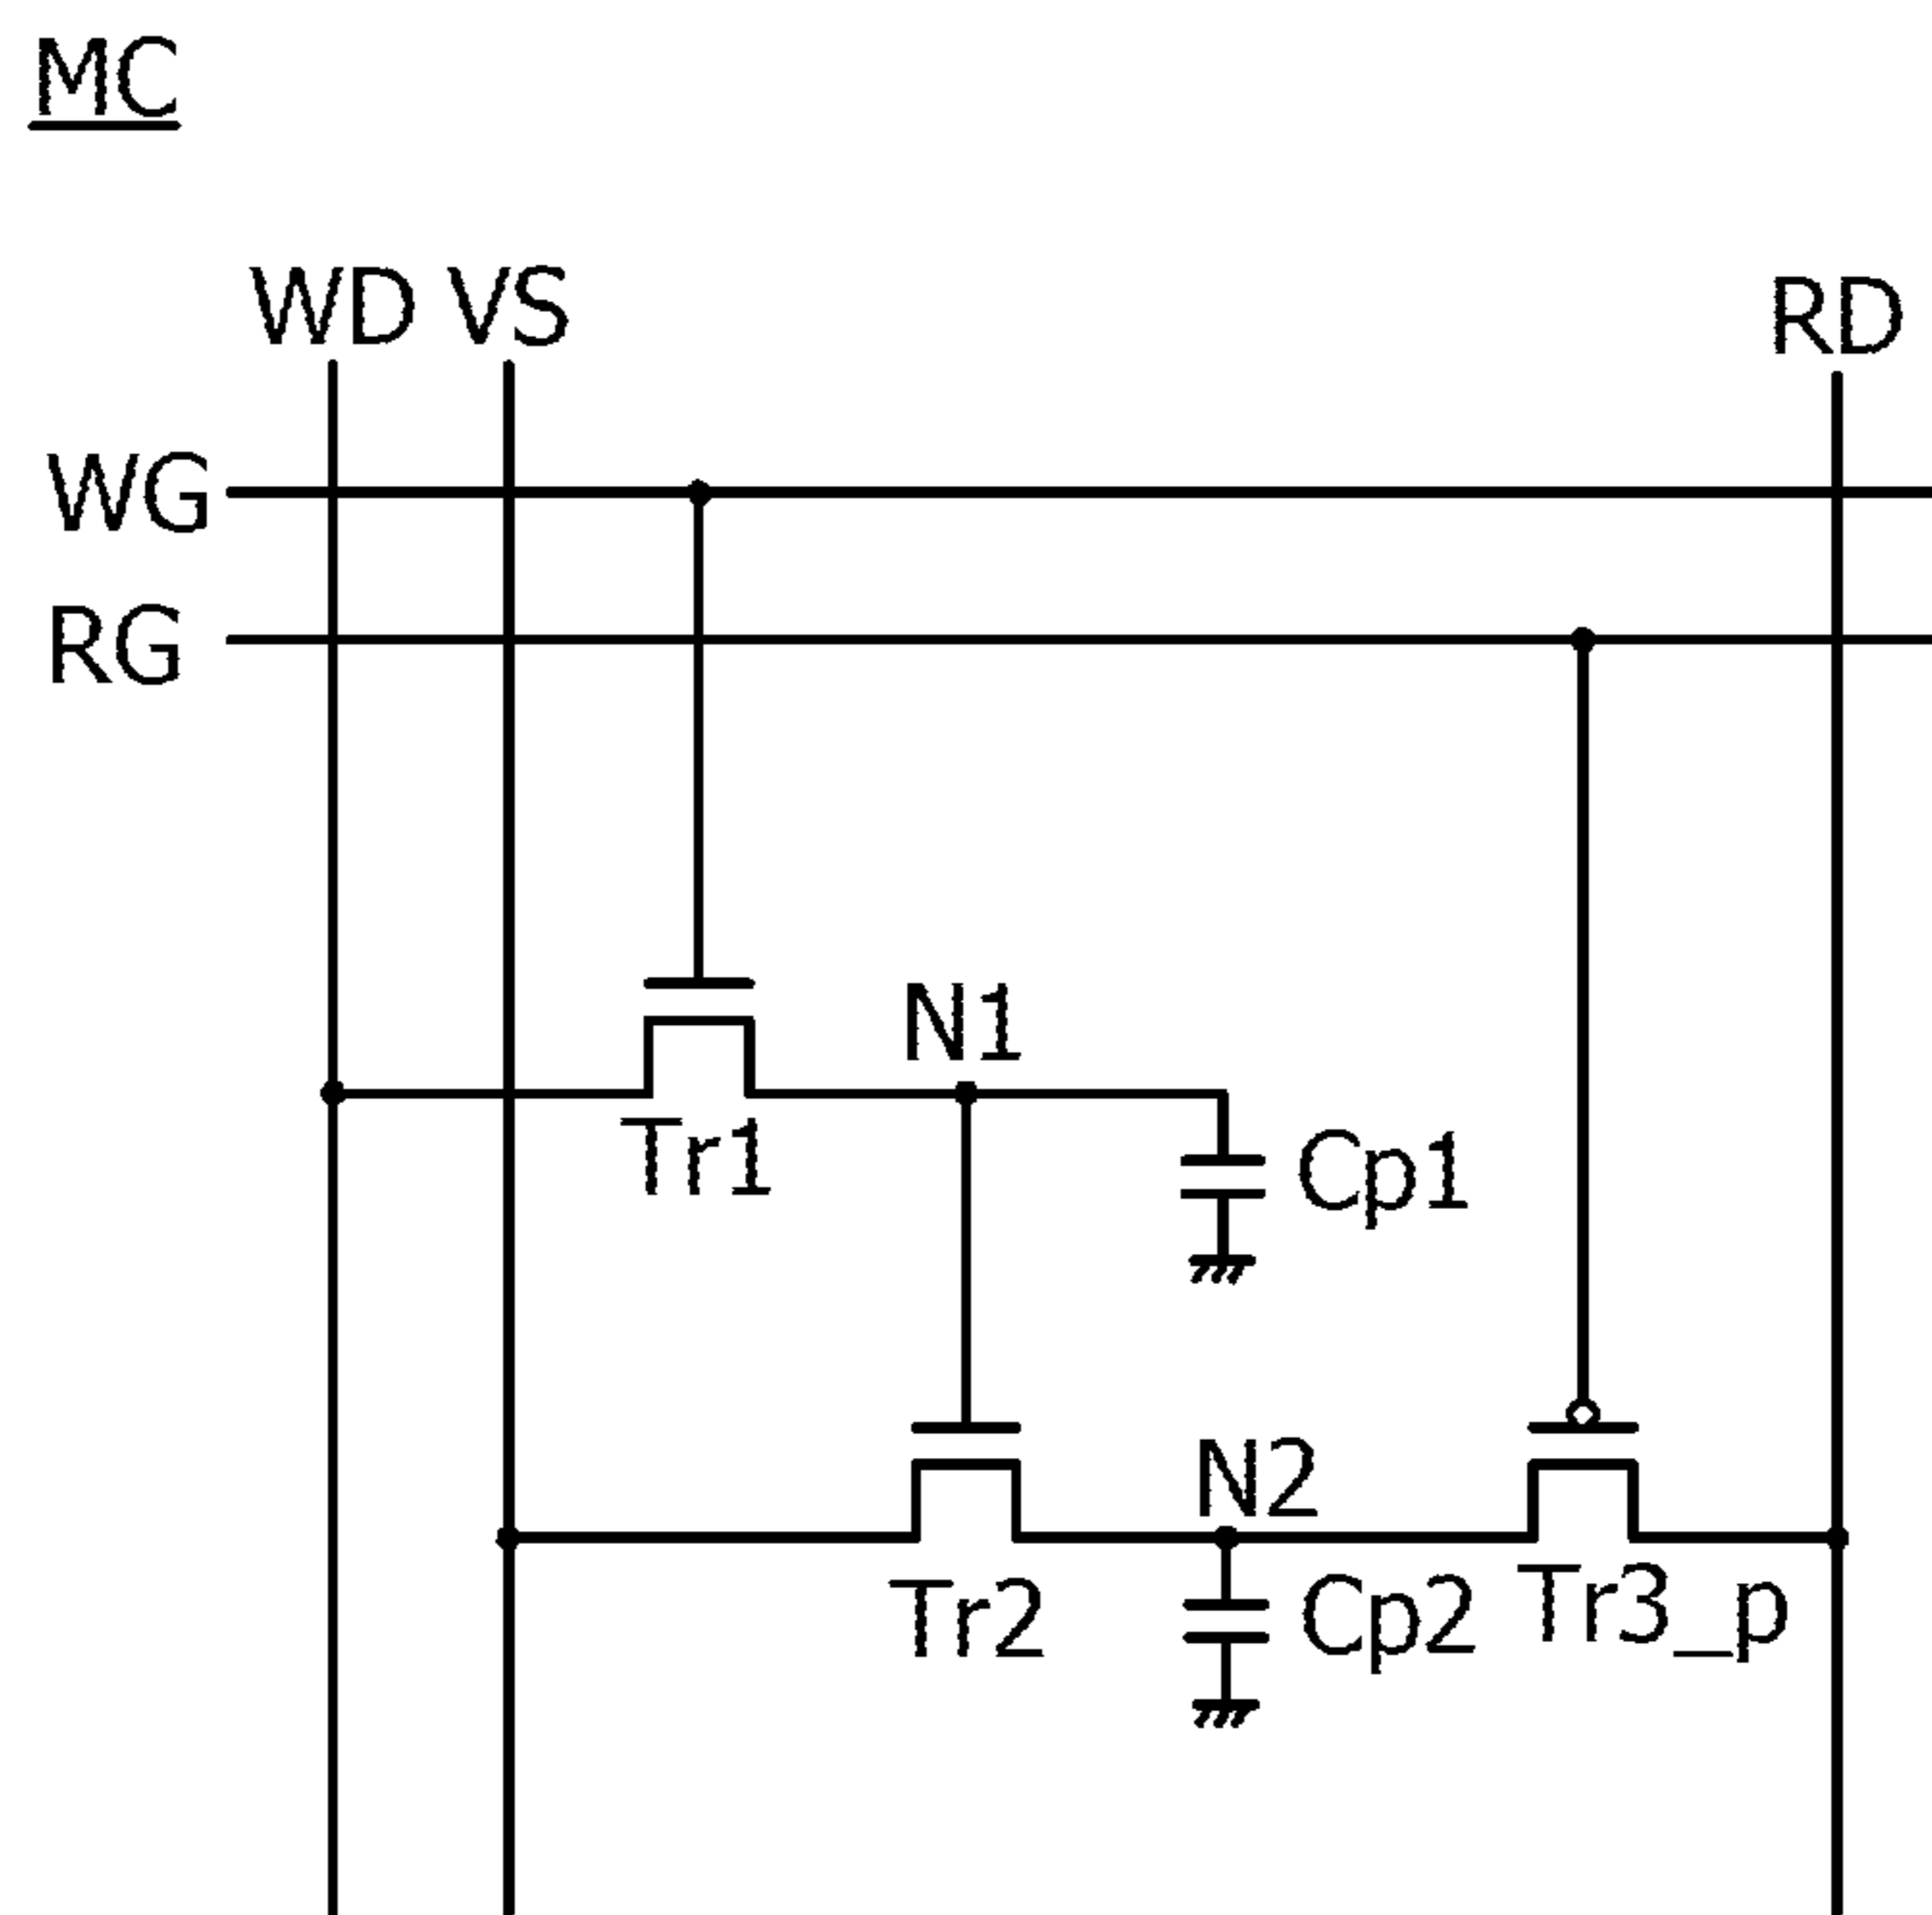 MC
WD VS RD
WG
RG
N1
Tr1
Cp1
N2
Tr2
Cp2
Tr3_p